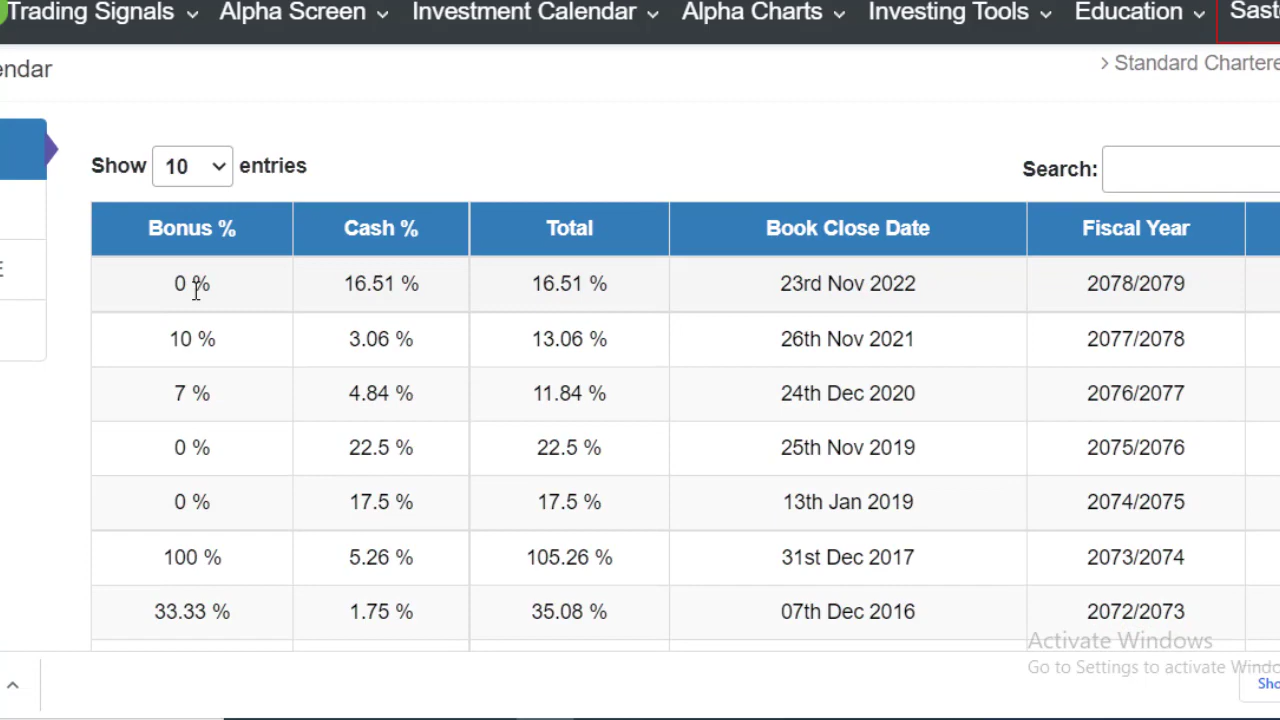 Trading Signals Alpha Screen Investment Calendar Alpha Charts Investing Tools Education Sast
endar
> Standard Chartere
Show 10 entries
Search:
Bonus % Cash % Total Book Close Date Fiscal Year
0 % 16.51 % 16.51 % 23rd Nov 2022 2078/2079
10 % 3.06 % 13.06 % 26th Nov 2021 2077/2078
7 % 4.84 % 11.84 % 24th Dec 2020 2076/2077
E
0 % 22.5 % 22.5 % 25th Nov 2019 2075/2076
0 % 17.5 % 17.5 % 13th Jan 2019 2074/2075
100 % 5.26 % 105.26 % 31st Dec 2017 2073/2074
33.33 % 1.75 % 35.08 % 07th Dec 2016 2072/2073
Activate Windows
Go to Settings to activate Windo
Sho